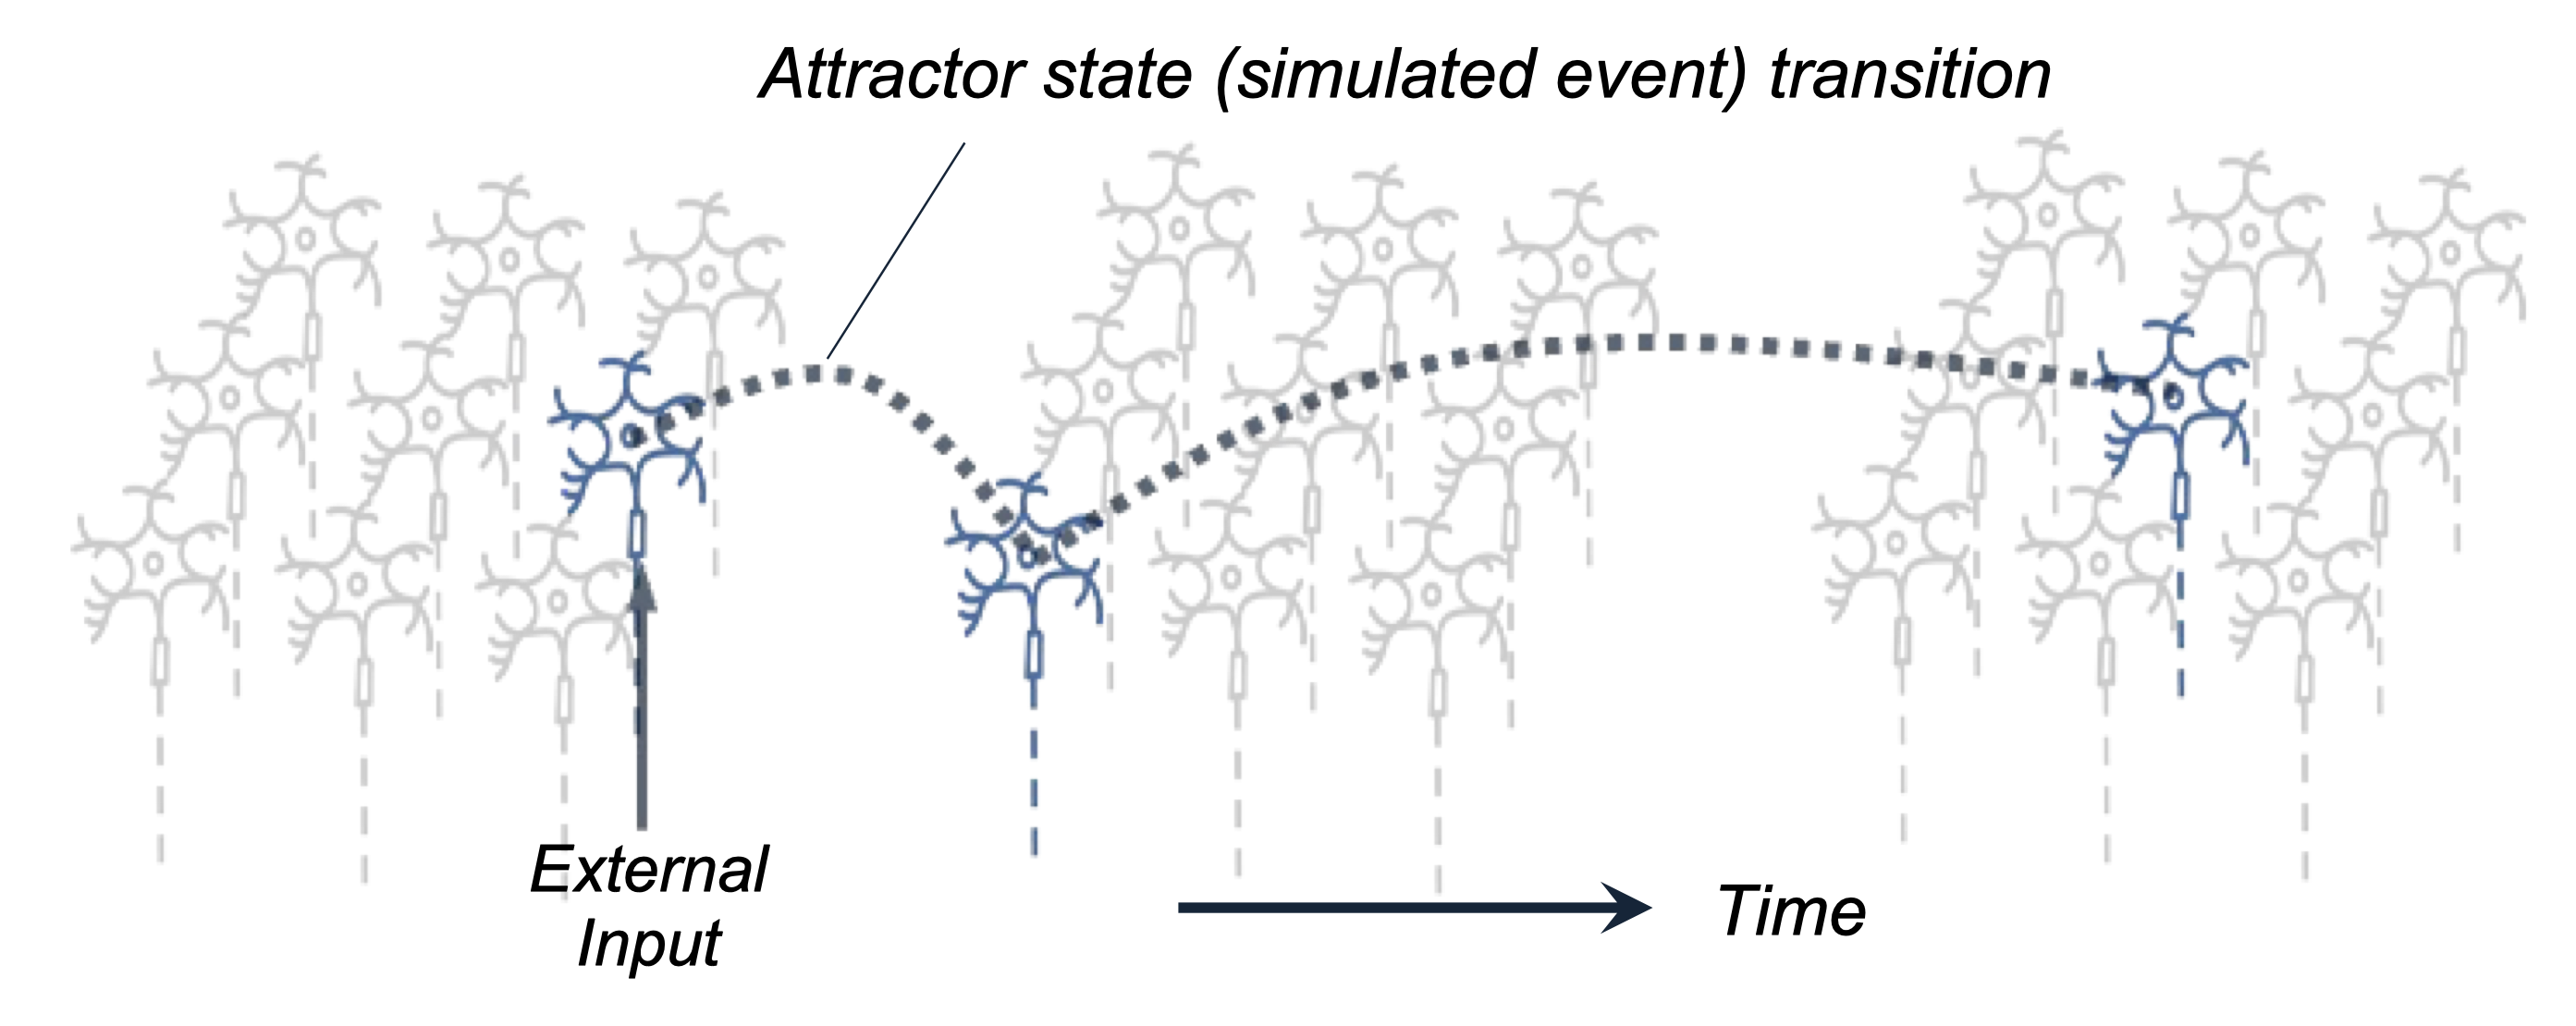 Attractor state (simulated event) transition
External
Input
Time